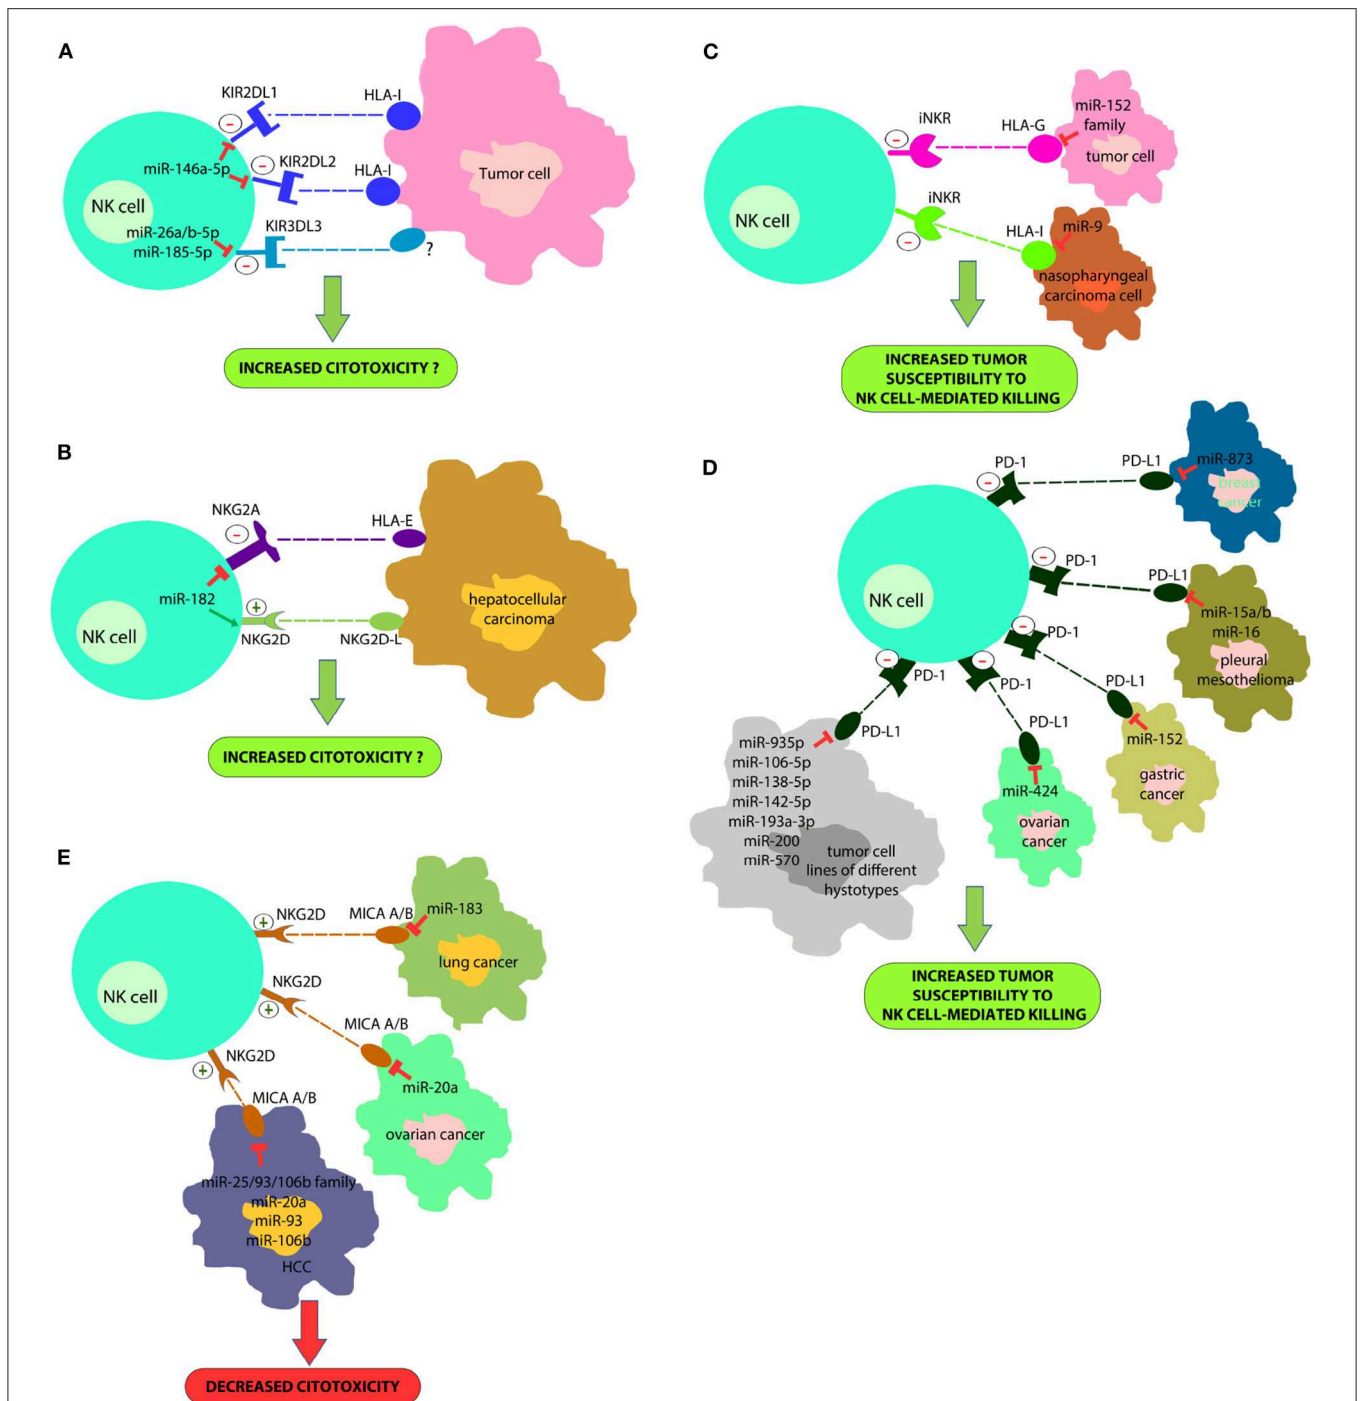 A
KIR2DL1
HLA-I
−
miR-146a-5p
−
KIR2DL2
HLA-I
Tumor cell
NK cell
miR-26a/b-5p
miR-185-5p
KIR3DL3
−
?
INCREASED CITOTOXICITY ?
B
NKG2A
−
HLA-E
miR-182
+
NKG2D
NKG2D-L
NK cell
hepatocellular
carcinoma
INCREASED CITOTOXICITY ?
C
iNKR
−
HLA-G
miR-152
family
tumor cell
NK cell
iNKR
−
HLA-I
miR-9
nasopharyngeal
carcinoma cell
INCREASED TUMOR
SUSCEPTIBILITY TO
NK CELL-MEDIATED KILLING
D
PD-1
−
PD-L1
miR-873
breast
cancer
NK cell
−
PD-1
PD-L1
miR-15a/b
miR-16
pleural
mesothelioma
−
PD-1
PD-L1
miR-152
gastric
cancer
−
PD-1
PD-L1
miR-424
ovarian
cancer
−
PD-1
PD-L1
miR-935p
miR-106-5p
miR-138-5p
miR-142-5p
miR-193a-3p
miR-200
miR-570
tumor cell
lines of different
hystotypes
INCREASED TUMOR
SUSCEPTIBILITY TO
NK CELL-MEDIATED KILLING
E
NK cell
+
NKG2D
MICA A/B
miR-183
lung cancer
NKG2D
+
MICA A/B
miR-20a
ovarian cancer
NKG2D
+
MICA A/B
miR-25/93/106b family
miR-20a
miR-93
miR-106b
HCC
DECREASED CITOTOXICITY